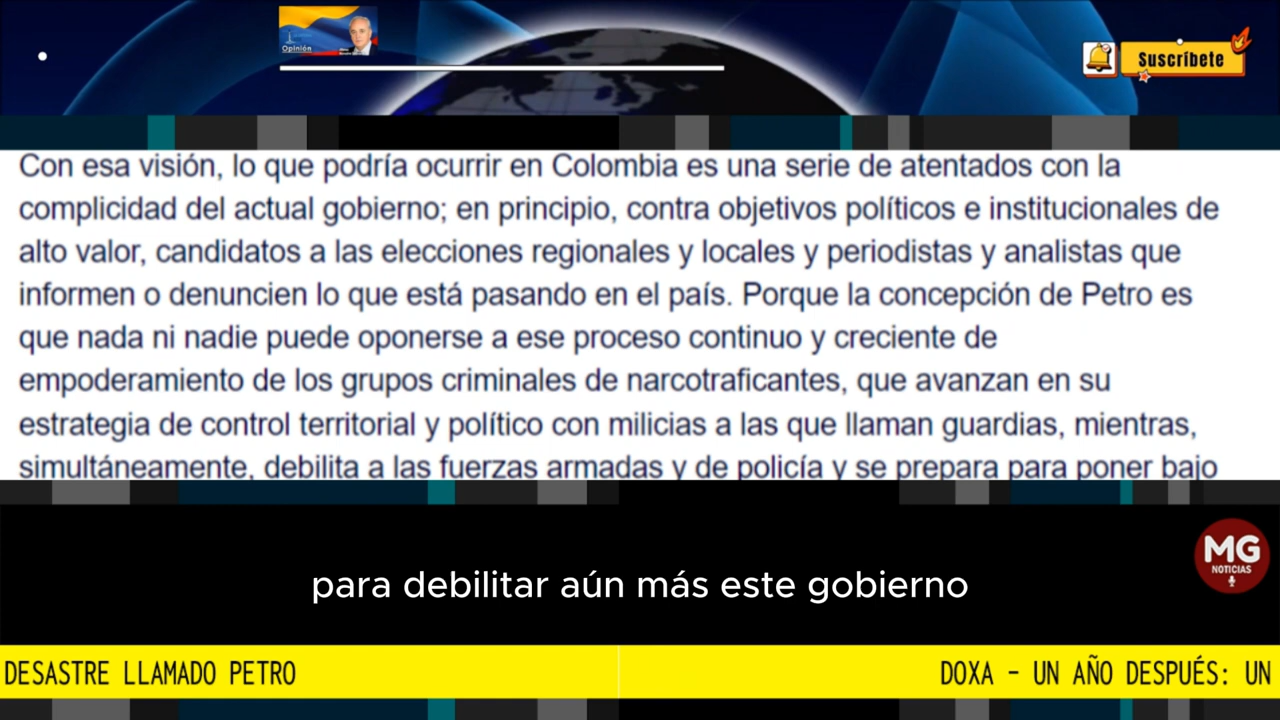 Opinión
Suscríbete
Con esa visión, lo que podría ocurrir en Colombia es una serie de atentados con la
complicidad del actual gobierno; en principio, contra objetivos políticos e institucionales de
alto valor, candidatos a las elecciones regionales y locales y periodistas y analistas que
informen o denuncien lo que está pasando en el país. Porque la concepción de Petro es
que nada ni nadie puede oponerse a ese proceso continuo y creciente de
empoderamiento de los grupos criminales de narcotraficantes, que avanzan en su
estrategia de control territorial y político con milicias a las que llaman guardias, mientras,
simultáneamente, debilita a las fuerzas armadas y de policía y se prepara para poner bajo
MG
NOTICIAS
para debilitar aún más este gobierno
DESASTRE LLAMADO PETRO
DOXA - UN AÑO DESPUÉS: UN